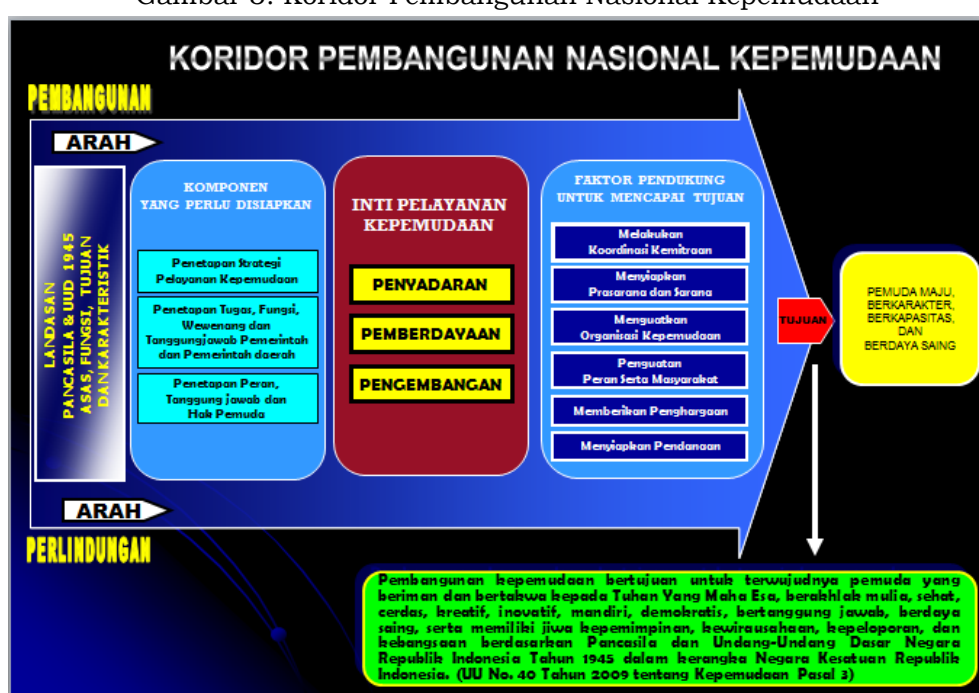 Gambar 3. Koridor Pembangunan Nasional Kepemudaan
KORIDOR PEMBANGUNAN NASIONAL KEPEMUDAAN
PEMBANGUNAN
ARAH
LANDASAN
PANCASILA & UUD 1945
ASAS, FUNGSI, TUJUAN
DAN KARAKTERISTIK
KOMPONEN
YANG PERLU DISIAPKAN
Penetapan Strategi
Pelayanan Kepemudaan
Penetapan Tugas, Fungsi,
Wewenang dan
Tanggungjawab Pemerintah
dan Pemerintah daerah
Penetapan Peran,
Tanggung jawab dan
Hak Pemuda
INTI PELAYANAN
KEPEMUDAAN
PENYADARAN
PEMBERDAYAAN
PENGEMBANGAN
FAKTOR PENDUKUNG
UNTUK MENCAPAI TUJUAN
Melakukan
Koordinasi Kemitraan
Menyiapkan
Prasarana dan Sarana
Menguatkan
Organisasi Kepemudaan
Penguatan
Peran Serta Masyarakat
Memberikan Penghargaan
Menyiapkan Pendanaan
TUJUAN
PEMUDA MAJU,
BERKARAKTER,
BERKAPASITAS,
DAN
BERDAYA SAING
ARAH
PERLINDUNGAN
Pembangunan kepemudaan bertujuan untuk terwujudnya pemuda yang
beriman dan bertakwa kepada Tuhan Yang Maha Esa, berakhlak mulia, sehat,
cerdas, kreatif, inovatif, mandiri, demokratis, bertanggung jawab, berdaya
saing, serta memiliki jiwa kepemimpinan, kewirausahaan, kepeloporan, dan
kebangsaan berdasarkan Pancasila dan Undang-Undang Dasar Negara
Republik Indonesia Tahun 1945 dalam kerangka Negara Kesatuan Republik
Indonesia. (UU No. 40 Tahun 2009 tentang Kepemudaan Pasal 3)